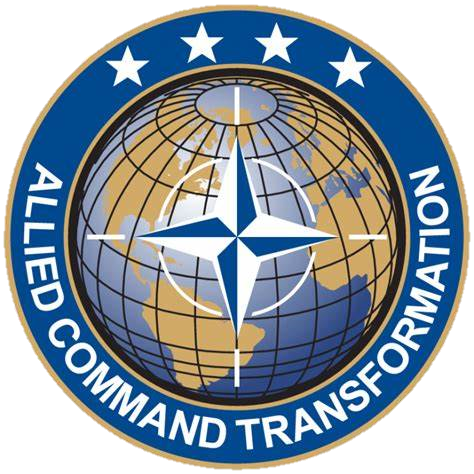 ALLIED COMMAND TRANSFORMATION